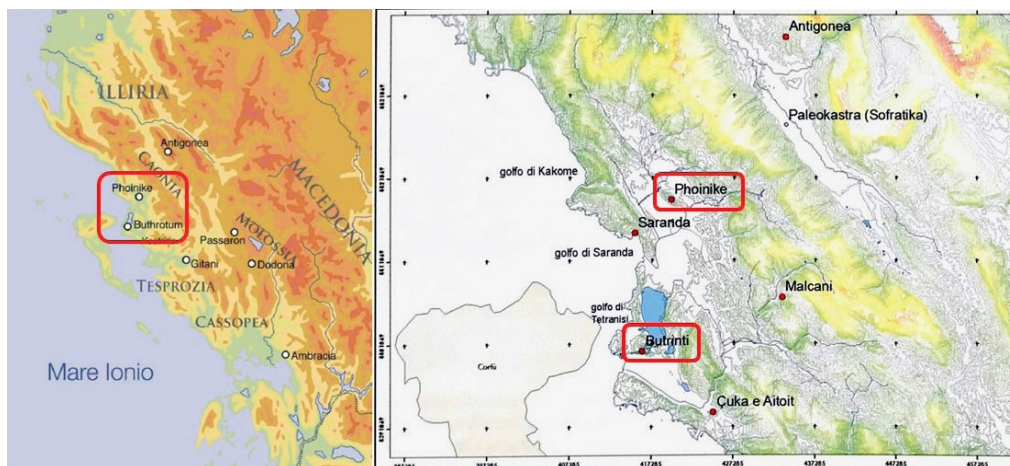 ILLIRIA
Antigonea
CAONIA
Phoinike
Buthrotum
MACEDONIA
MOLOSSIA
Passaron
Gitani
Dodona
TESPROZIA
CASSOPEA
Ambracia
Mare Ionio
Antigonea
Paleokastra (Sofratika)
golfo di Kakome
Phoinike
Saranda
golfo di Saranda
Malcani
golfo di
Tetranisi
Butrinti
Corfù
Çuka e Aitoit